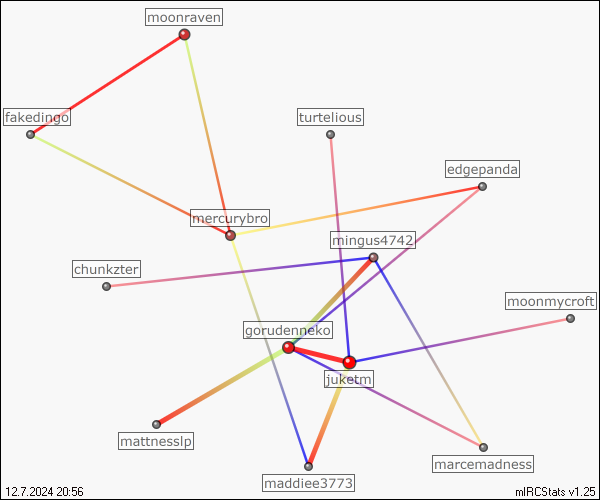 moonraven
fakedingo
turtelious
edgepanda
mercurybro
mingus4742
chunkzter
moonmycroft
gorudenneko
juketm
mattnesslp
marcemadness
maddiee3773
12.7.2024 20:56
mIRCStats v1.25